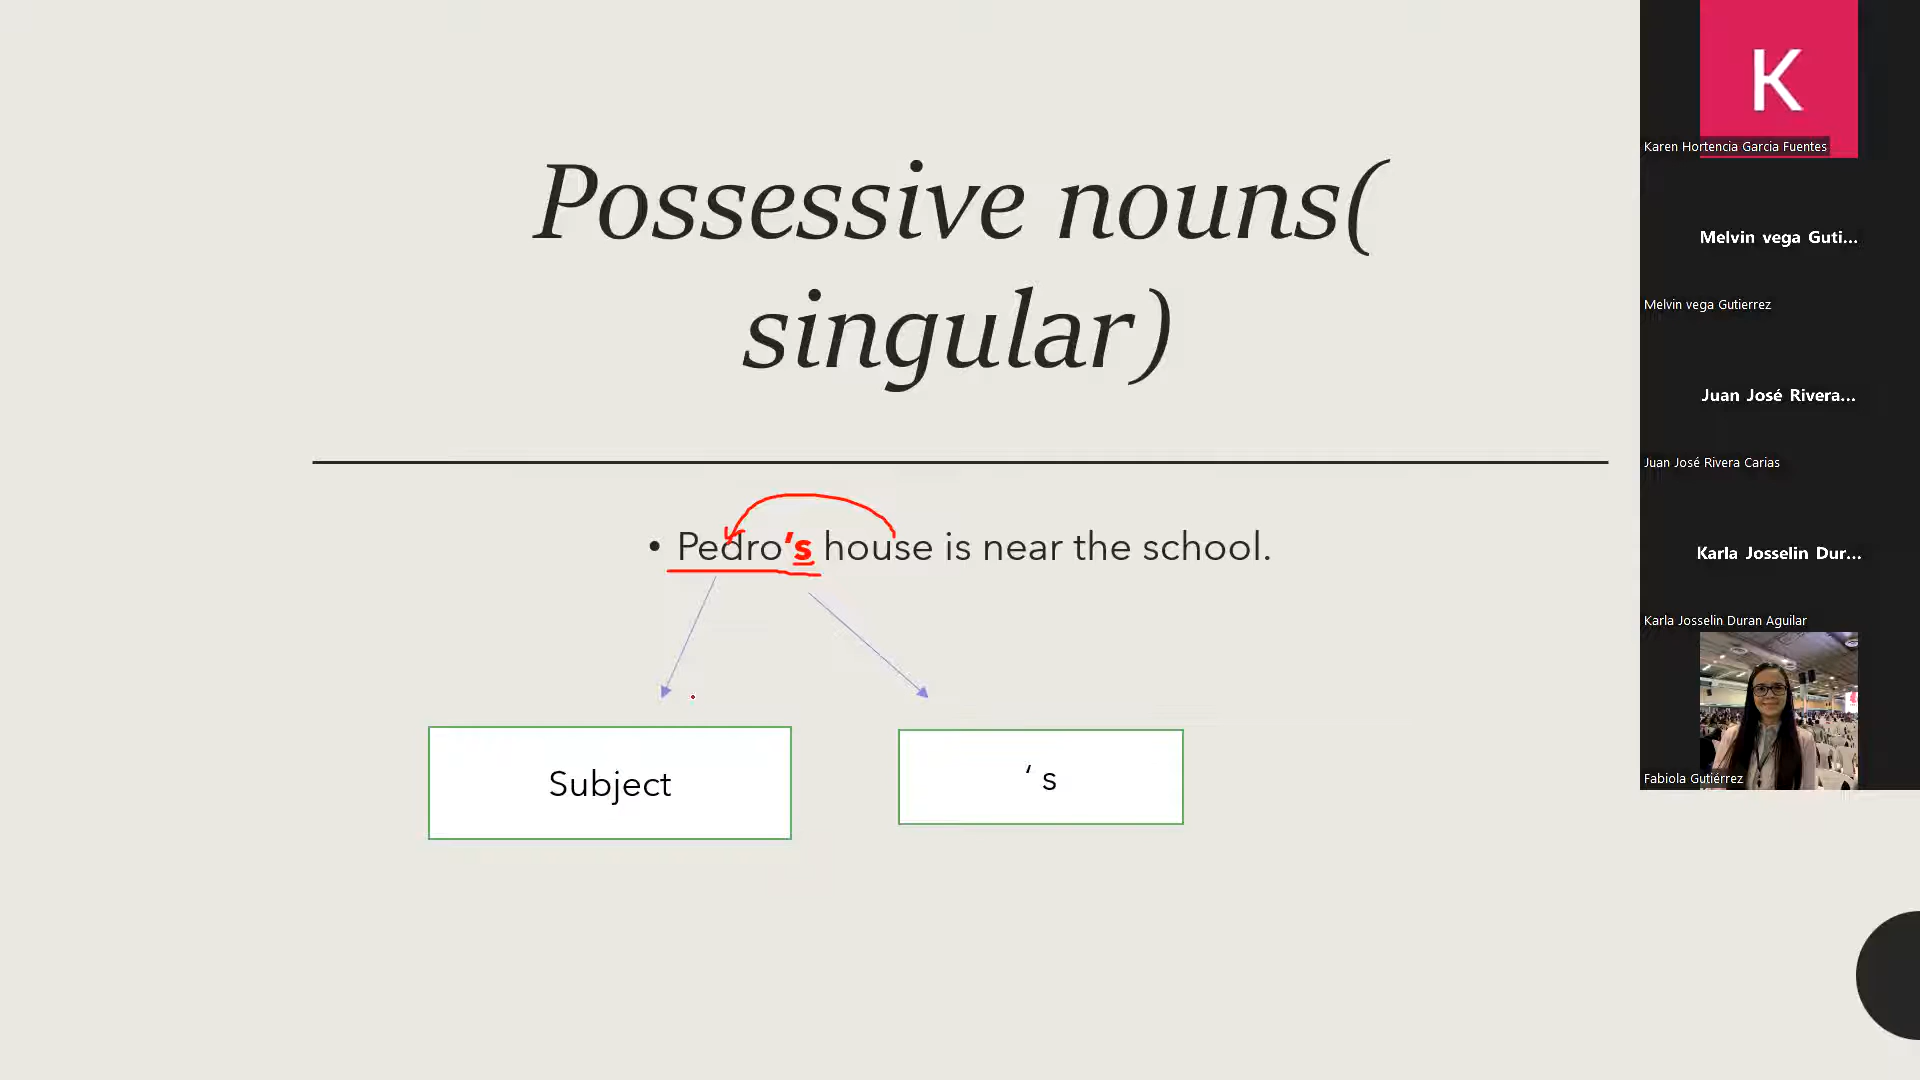 Possessive nouns(
singular)
• Pedro’s house is near the school.
Subject
‘ s
K
Karen Hortencia Garcia Fuentes
Melvin vega Guti...
Melvin vega Gutierrez
Juan José Rivera...
Juan José Rivera Carias
Karla Josselin Dur...
Karla Josselin Duran Aguilar
Fabiola Gutiérrez